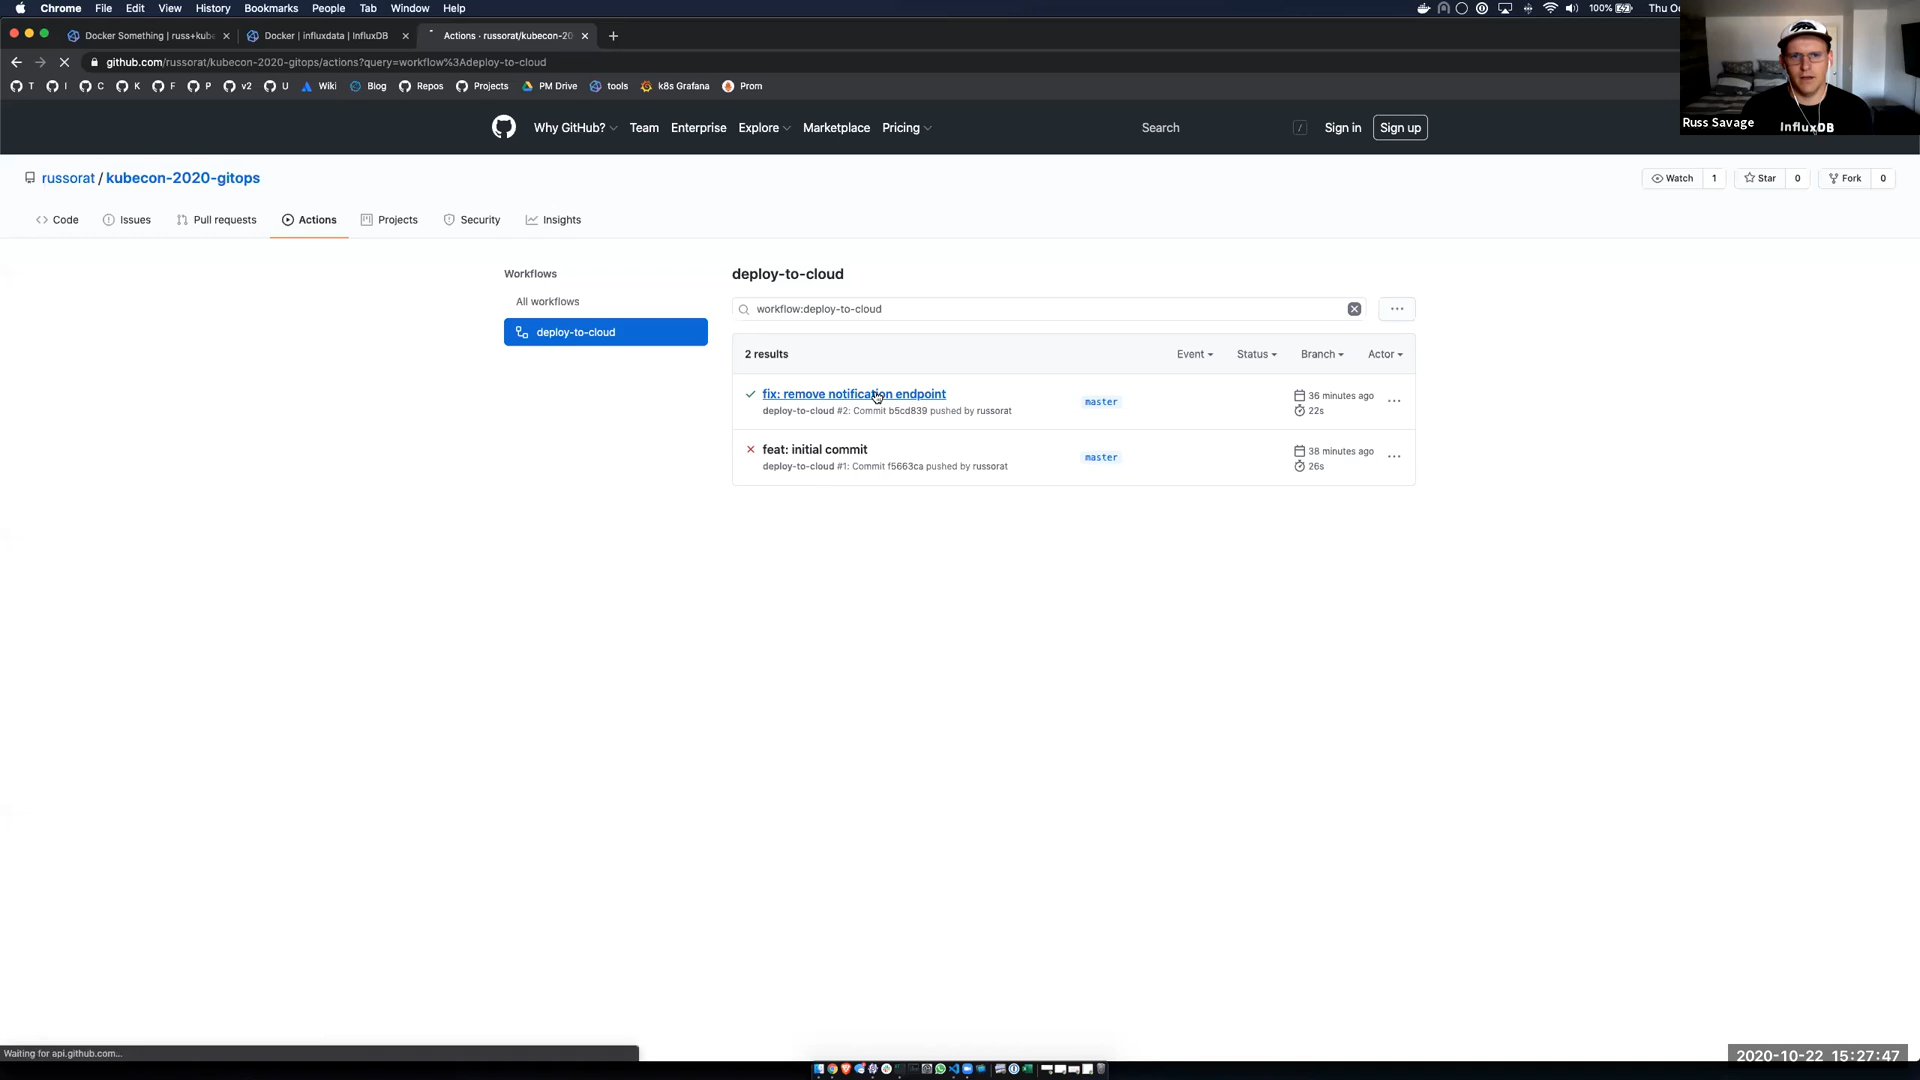 Chrome File Edit View History Bookmarks People Tab Window Help 100% Thu Oc
Docker Something | russ+kube Docker | influxdata | InfluxDB Actions · russorat/kubecon-20
github.com/russorat/kubecon-2020-gitops/actions?query=workflow%3Adeploy-to-cloud
T I C K F P v2 U Wiki Blog Repos Projects PM Drive tools k8s Grafana Prom
Russ Savage
InfluxDB
Why GitHub? Team Enterprise Explore Marketplace Pricing Search / Sign in Sign up
russorat / kubecon-2020-gitops Watch 1 Star 0 Fork 0
Code Issues Pull requests Actions Projects Security Insights
Workflows
All workflows
deploy-to-cloud
deploy-to-cloud
workflow:deploy-to-cloud
2 results Event Status Branch Actor
fix: remove notification endpoint master 36 minutes ago
deploy-to-cloud #2: Commit b5cd839 pushed by russorat 22s
feat: initial commit master 38 minutes ago
deploy-to-cloud #1: Commit f5663ca pushed by russorat 26s
Waiting for api.github.com...
2020-10-22 15:27:47